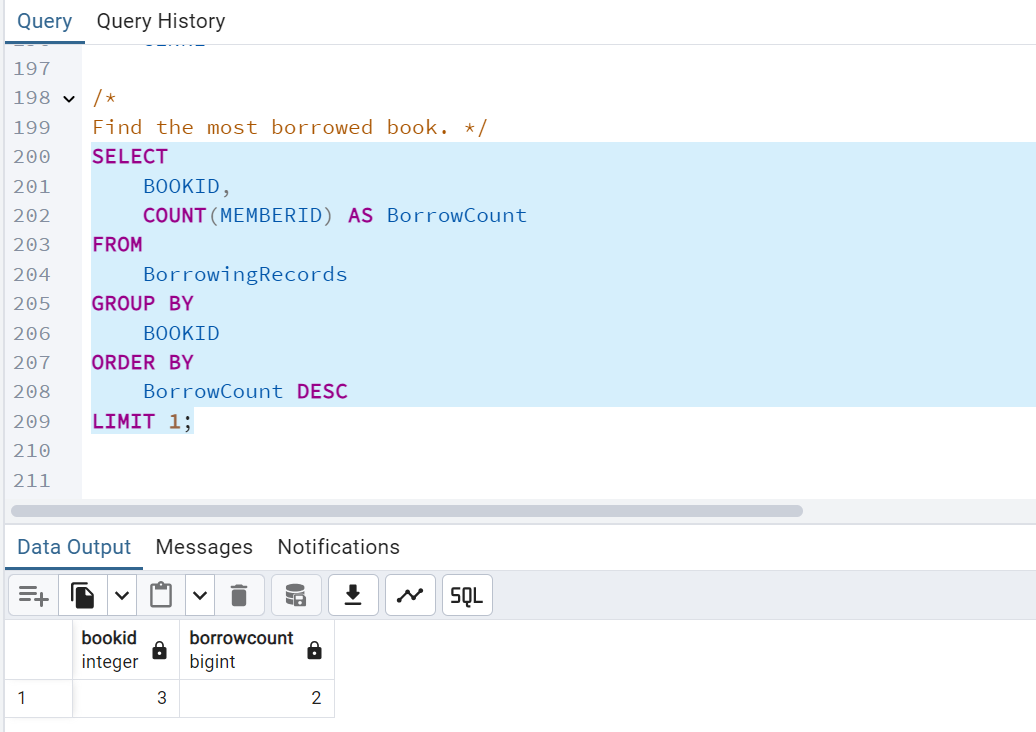 Query Query History
197
198 /*
199 Find the most borrowed book. */
200 SELECT
201 BOOKID,
202 COUNT(MEMBERID) AS BorrowCount
203 FROM
204 BorrowingRecords
205 GROUP BY
206 BOOKID
207 ORDER BY
208 BorrowCount DESC
209 LIMIT 1;
210
211
Data Output Messages Notifications
SQL
bookid borrowcount
integer bigint
1 3 2